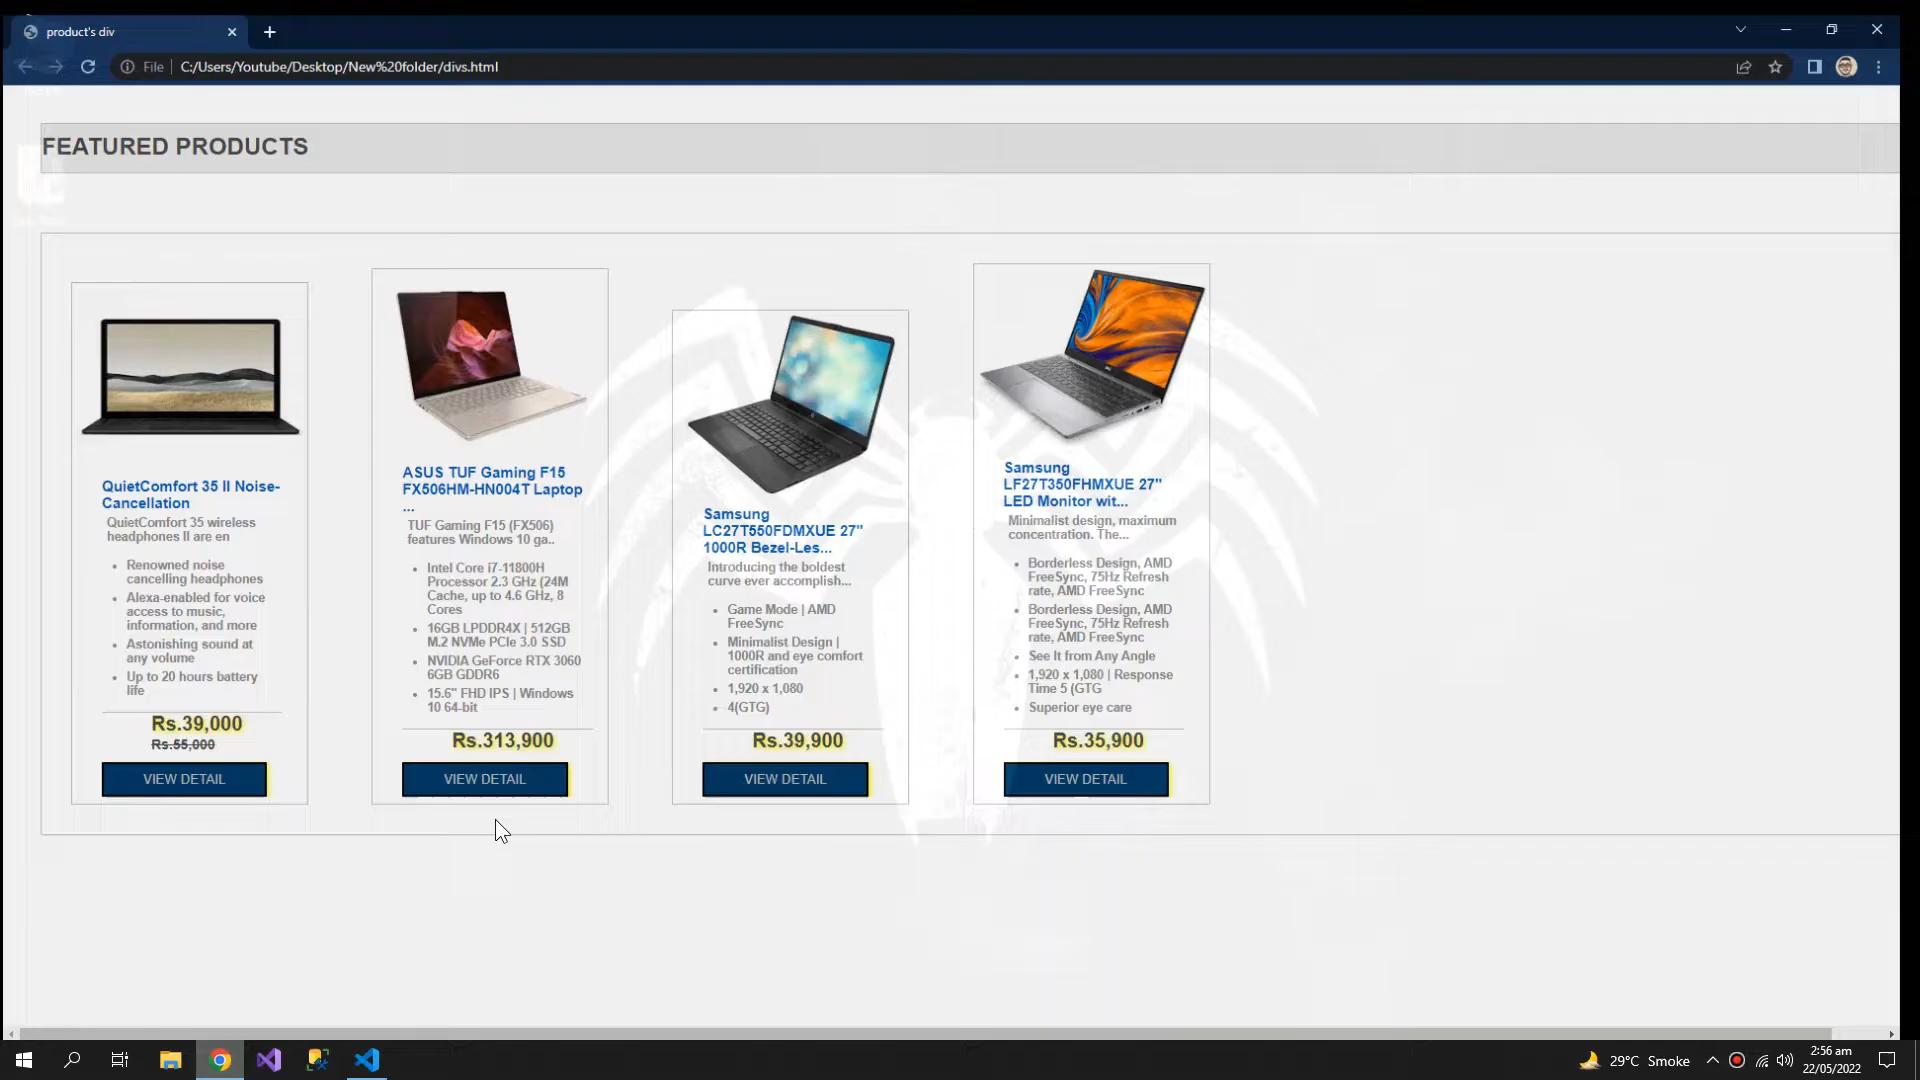 product's div
File
C:/Users/Youtube/Desktop/New%20folder/divs.html
FEATURED PRODUCTS
QuietComfort 35 II Noise-
Cancellation
QuietComfort 35 wireless
headphones II are en
Renowned noise
cancelling headphones
Alexa-enabled for voice
access to music,
information, and more
Astonishing sound at
any volume
Up to 20 hours battery
life
Rs.39,000
Rs.55,000
VIEW DETAIL
ASUS TUF Gaming F15
FX506HM-HN004T Laptop
...
TUF Gaming F15 (FX506)
features Windows 10 ga..
Intel Core i7-11800H
Processor 2.3 GHz (24M
Cache, up to 4.6 GHz, 8
Cores
16GB LPDDR4X | 512GB
M.2 NVMe PCIe 3.0 SSD
NVIDIA GeForce RTX 3060
6GB GDDR6
15.6" FHD IPS | Windows
10 64-bit
Rs.313,900
VIEW DETAIL
Samsung
LC27T550FDMXUE 27"
1000R Bezel-Les...
Introducing the boldest
curve ever accomplish...
Game Mode | AMD
FreeSync
Minimalist Design |
1000R and eye comfort
certification
1,920 x 1,080
4(GTG)
Rs.39,900
VIEW DETAIL
Samsung
LF27T350FHMXUE 27"
LED Monitor wit...
Minimalist design, maximum
concentration. The...
Borderless Design, AMD
FreeSync, 75Hz Refresh
rate, AMD FreeSync
Borderless Design, AMD
FreeSync, 75Hz Refresh
rate, AMD FreeSync
See It from Any Angle
1,920 x 1,080 | Response
Time 5 (GTG
Superior eye care
Rs.35,900
VIEW DETAIL
29°C Smoke
2:56 am
22/05/2022